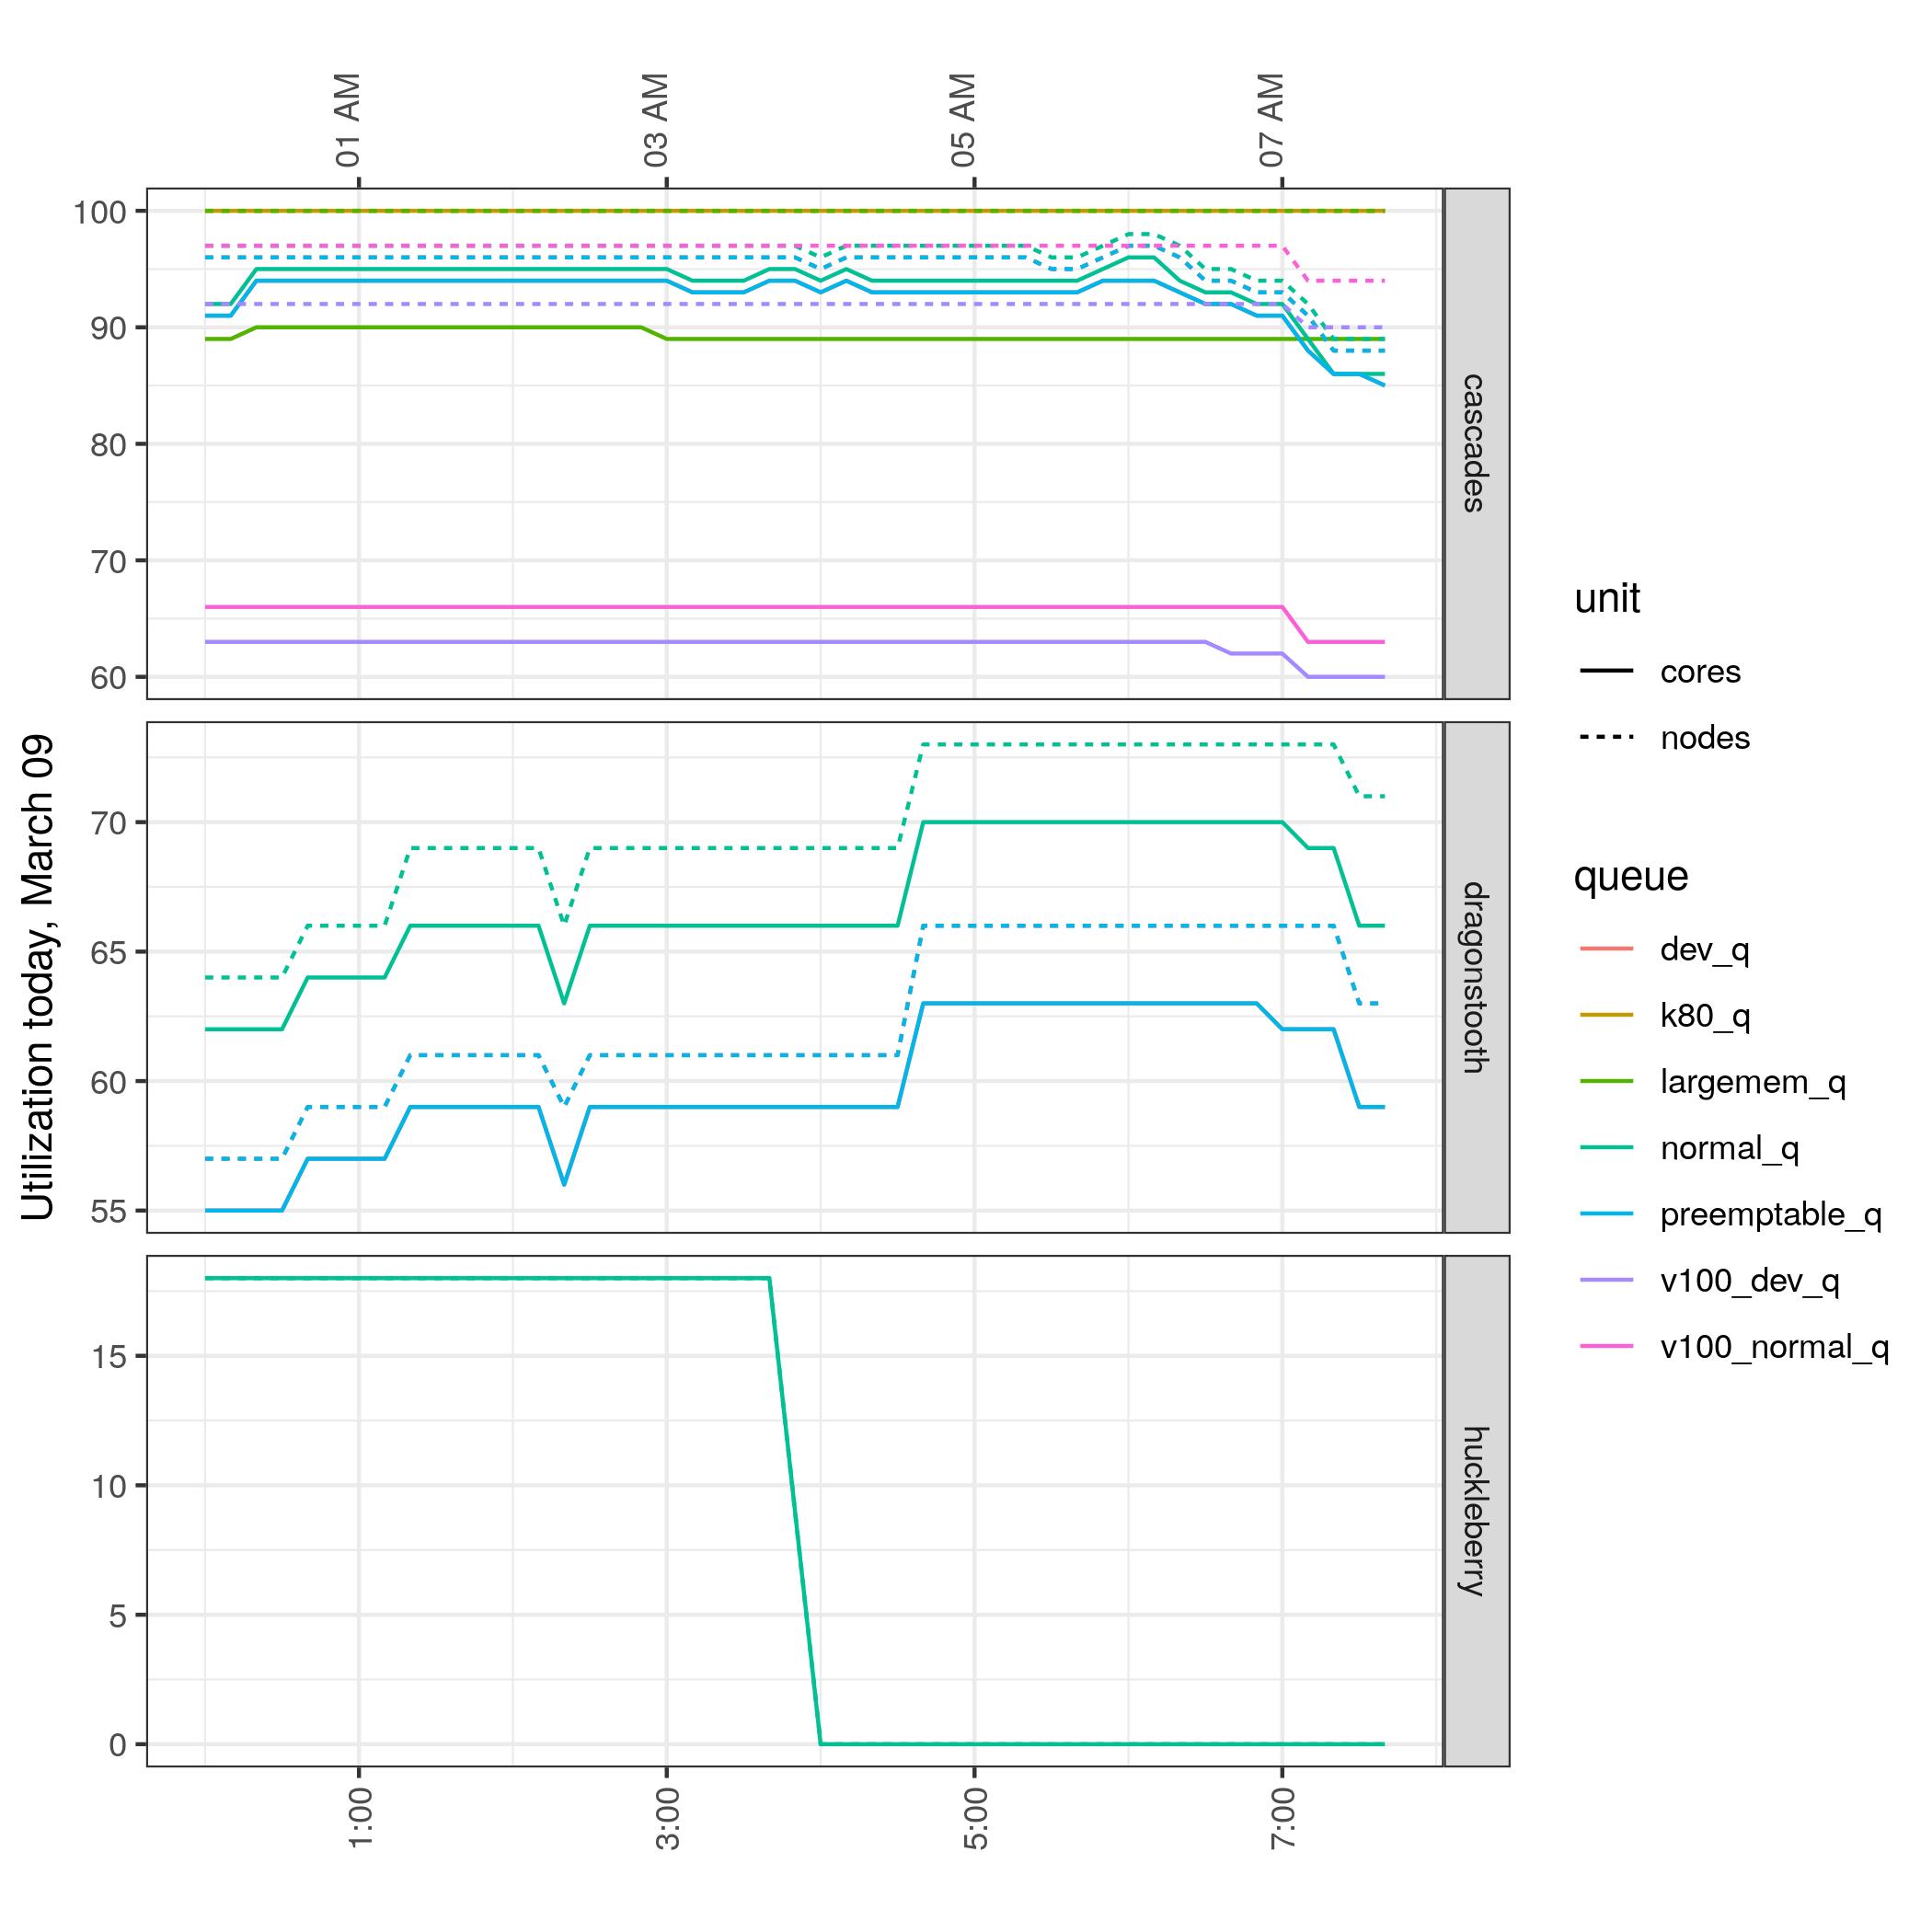 01 AM
03 AM
05 AM
07 AM
Utilization today, March 09
100
90
80
70
60
cascades
70
65
60
55
dragonstooth
15
10
5
0
huckleberry
1:00
3:00
5:00
7:00
unit
cores
nodes
queue
dev_q
k80_q
largemem_q
normal_q
preemptable_q
v100_dev_q
v100_normal_q